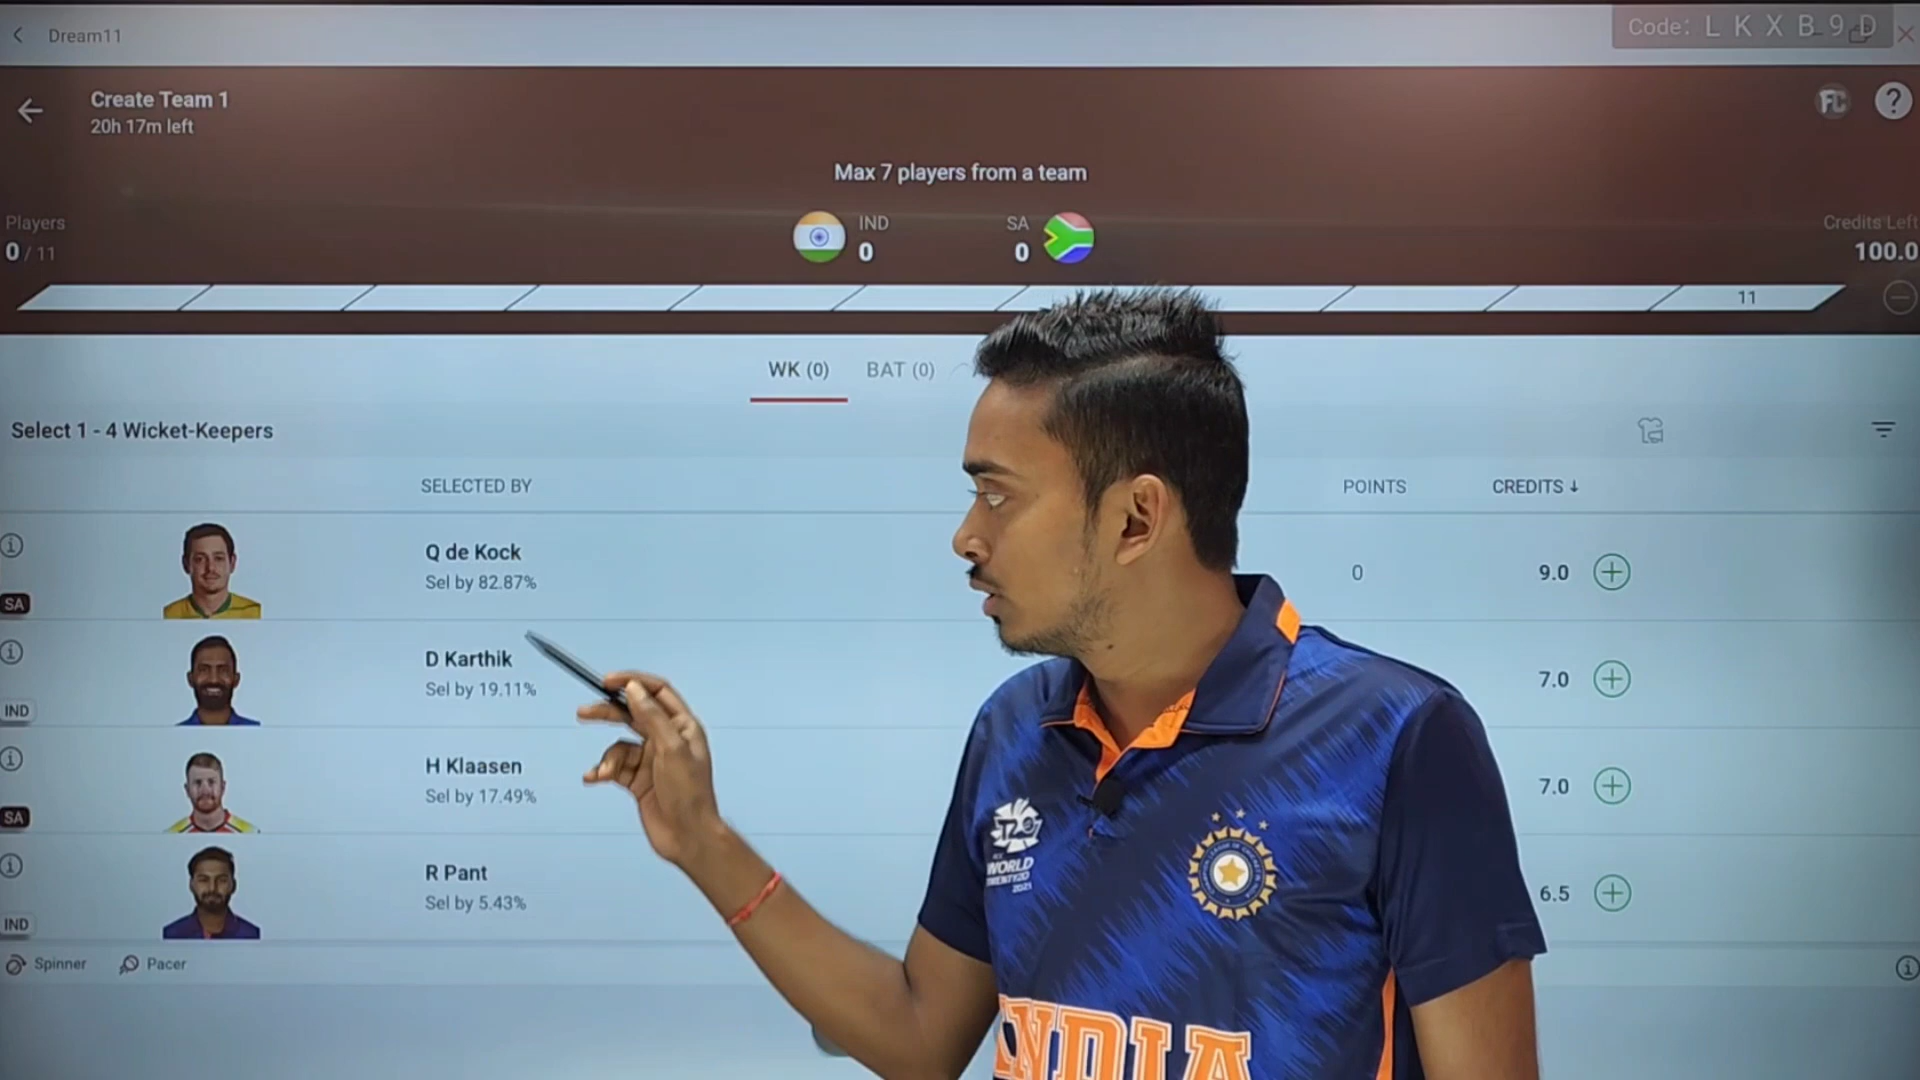 Dream11
Code: L K X B 9 D
Create Team 1
20h 17m left
FC
?
Max 7 players from a team
Players
0 / 11
IND
0
SA
0
Credits Left
100.0
11
WK (0)
BAT (0)
Select 1 - 4 Wicket-Keepers
SELECTED BY
POINTS
CREDITS ↓
Q de Kock
Sel by 82.87%
0
9.0
SA
D Karthik
Sel by 19.11%
7.0
IND
H Klaasen
Sel by 17.49%
7.0
SA
R Pant
Sel by 5.43%
6.5
IND
Spinner
Pacer
T20
WORLD
TWENTY20
2021
INDIA